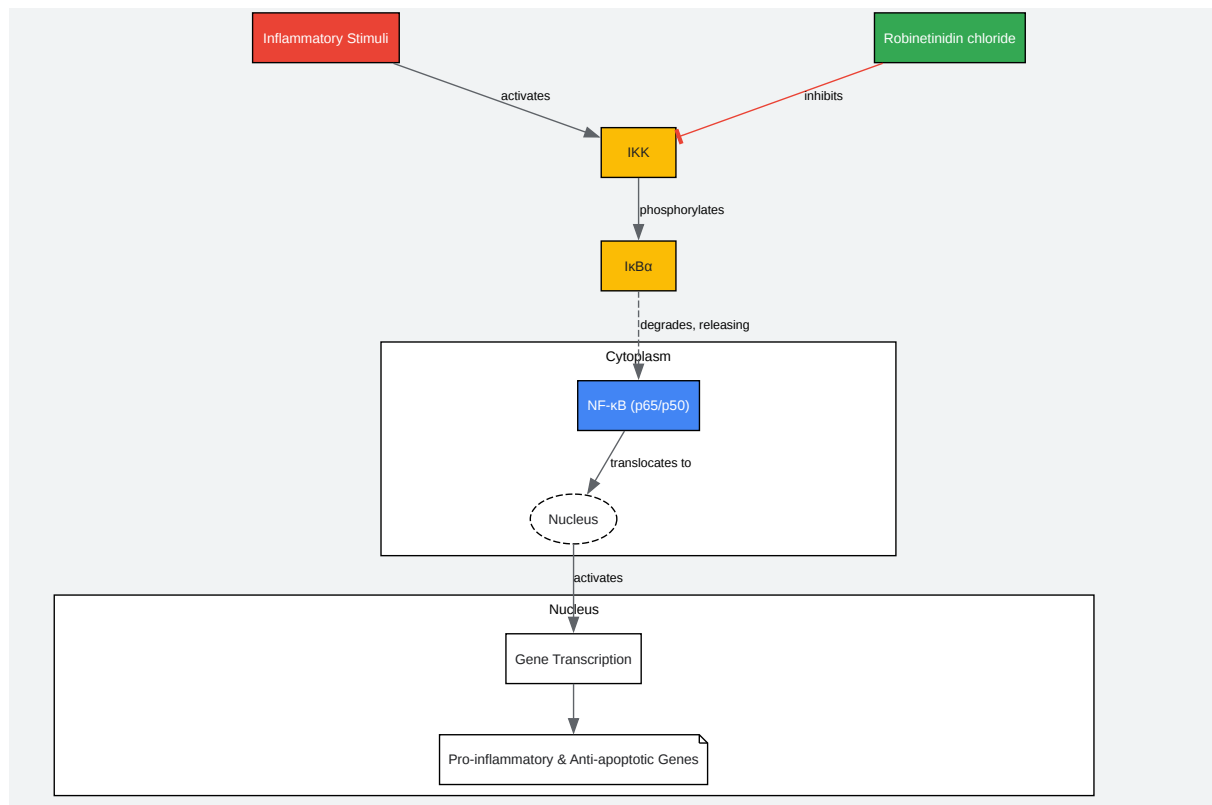 Inflammatory Stimuli
Robinetinidin chloride
activates
inhibits
IKK
phosphorylates
IκBα
degrades, releasing
Cytoplasm
NF-κB (p65/p50)
translocates to
Nucleus
activates
Nucleus
Gene Transcription
Pro-inflammatory & Anti-apoptotic Genes